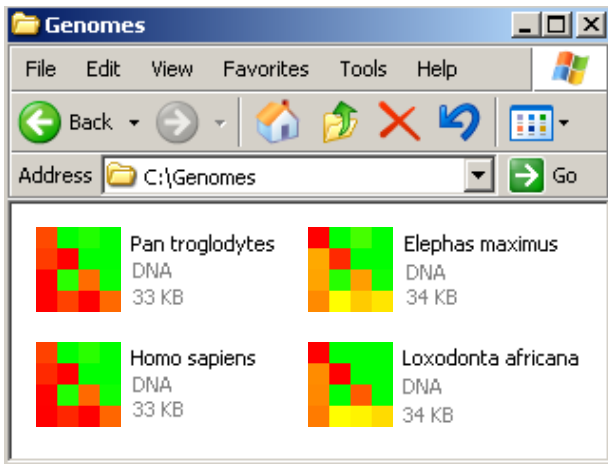 Genomes
File Edit View Favorites Tools Help
Back
Address C:\Genomes Go
Pan troglodytes
DNA
33 KB
Elephas maximus
DNA
34 KB
Homo sapiens
DNA
33 KB
Loxodonta africana
DNA
34 KB